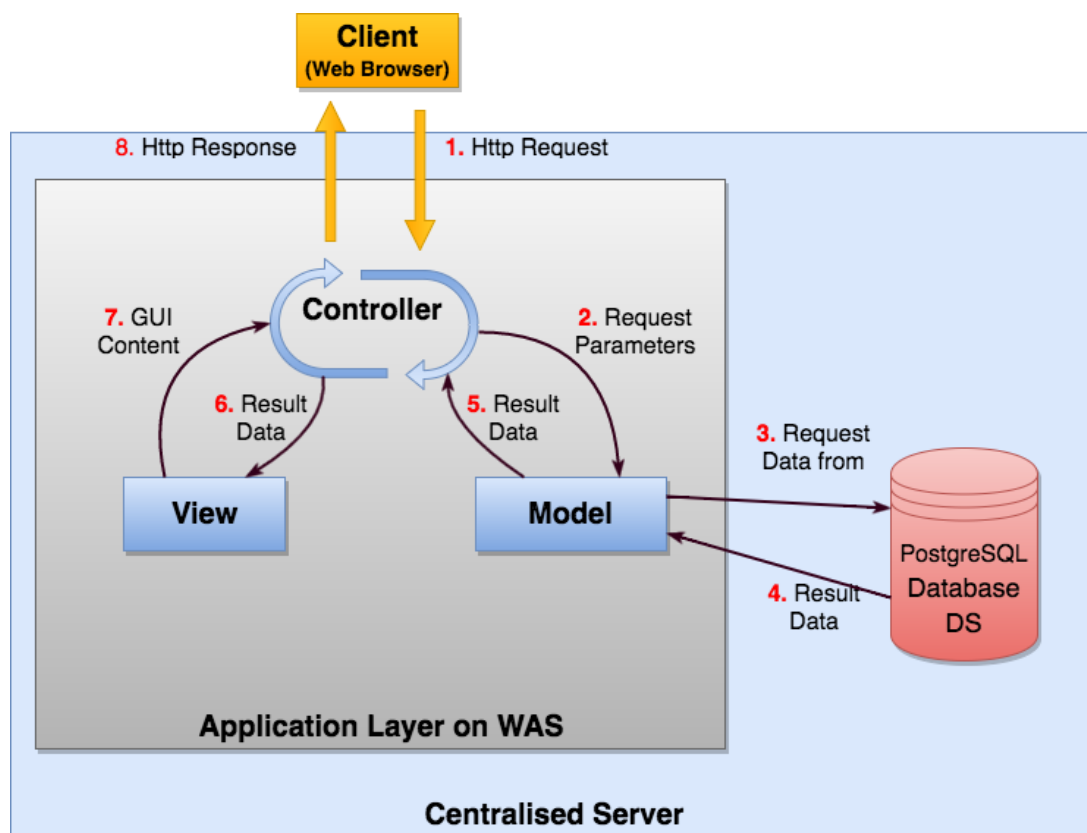 Client
(Web Browser)
8. Http Response
1. Http Request
Controller
7. GUI
Content
2. Request
Parameters
6. Result
Data
5. Result
Data
3. Request
Data from
View
Model
PostgreSQL
Database
DS
4. Result
Data
Application Layer on WAS
Centralised Server